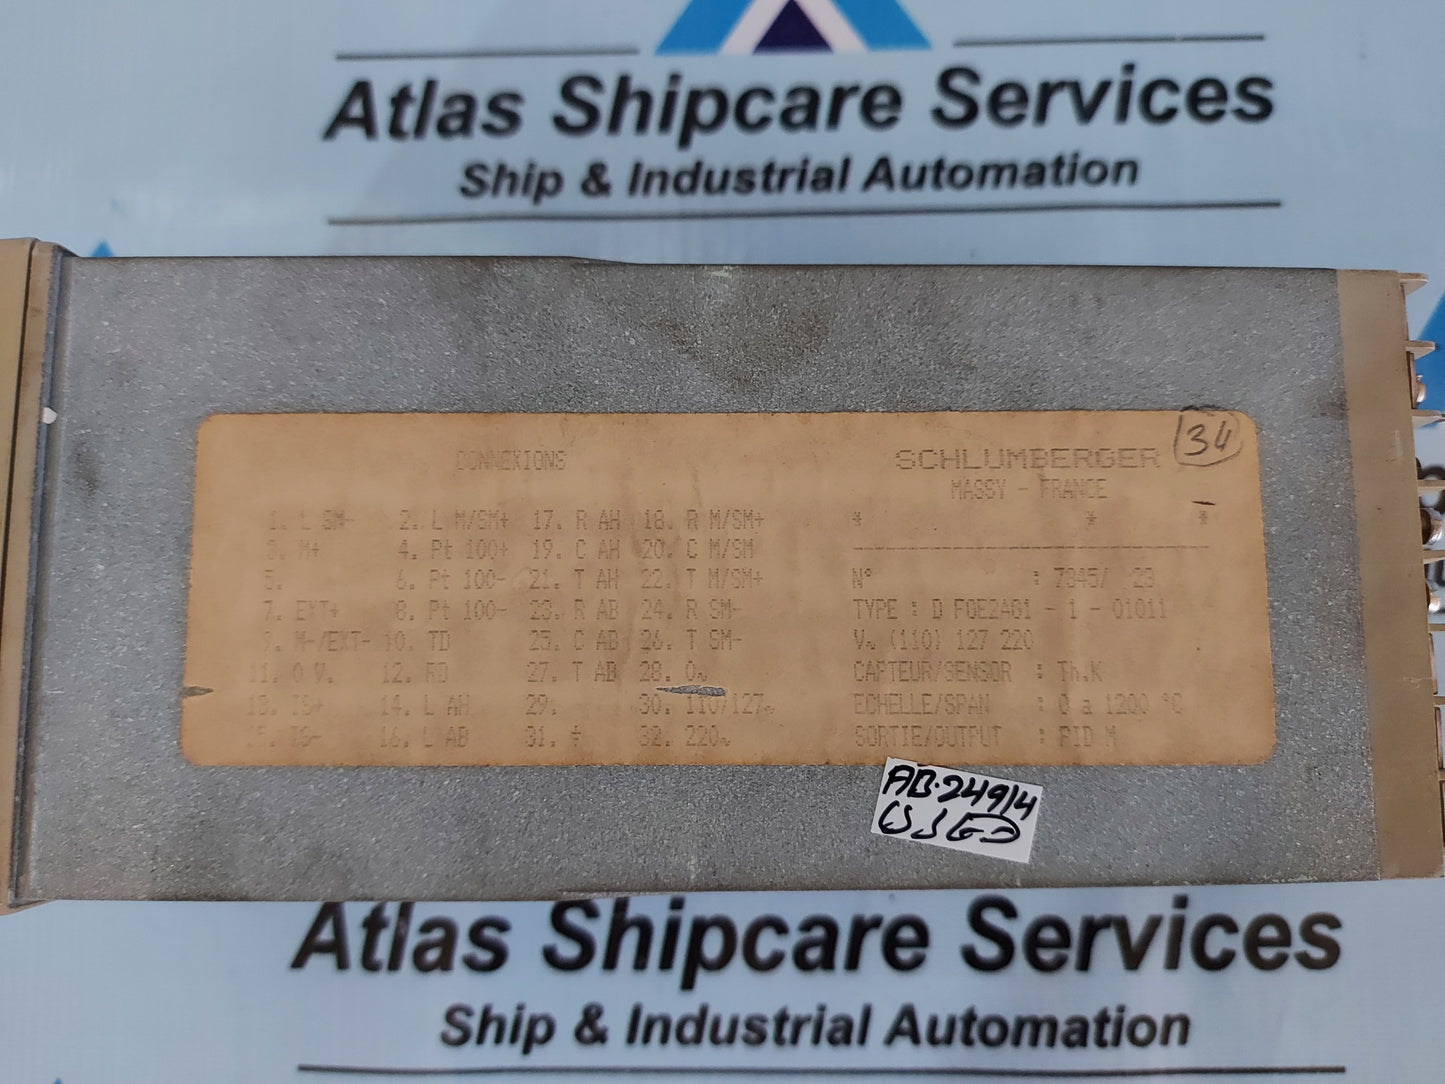 Atlas Shipcare Services
Ship & Industrial Automation
34
CONNEXIONS
1. L SM- 2. L M/SM+ 17. R AH 18. R M/SM+
3. M+ 4. Pt 100+ 19. C AH 20. C M/SM
5. 6. Pt 100- 21. T AH 22. T M/SM+
7. EXT+ 8. Pt 100- 23. R AB 24. R SM-
9. M-/EXT- 10. TD 25. C AB 26. T SM-
11. 0 V. 12. RD 27. T AB 28. 0~
13. IS+ 14. L AH 29. 30. 110/127~
15. IS- 16. L AB 31. ÷ 32. 220~
SCHLUMBERGER
MASSY - FRANCE
* * *
N° : 7345/ 23
TYPE : D FGE2AG1 - 1 - 01011
V~ (110) 127 220
CAPTEUR/SENSOR : Th.K
ECHELLE/SPAN : 0 a 1200 °C
SORTIE/OUTPUT : PID M
AB.24914
USED
Atlas Shipcare Services
Ship & Industrial Automation